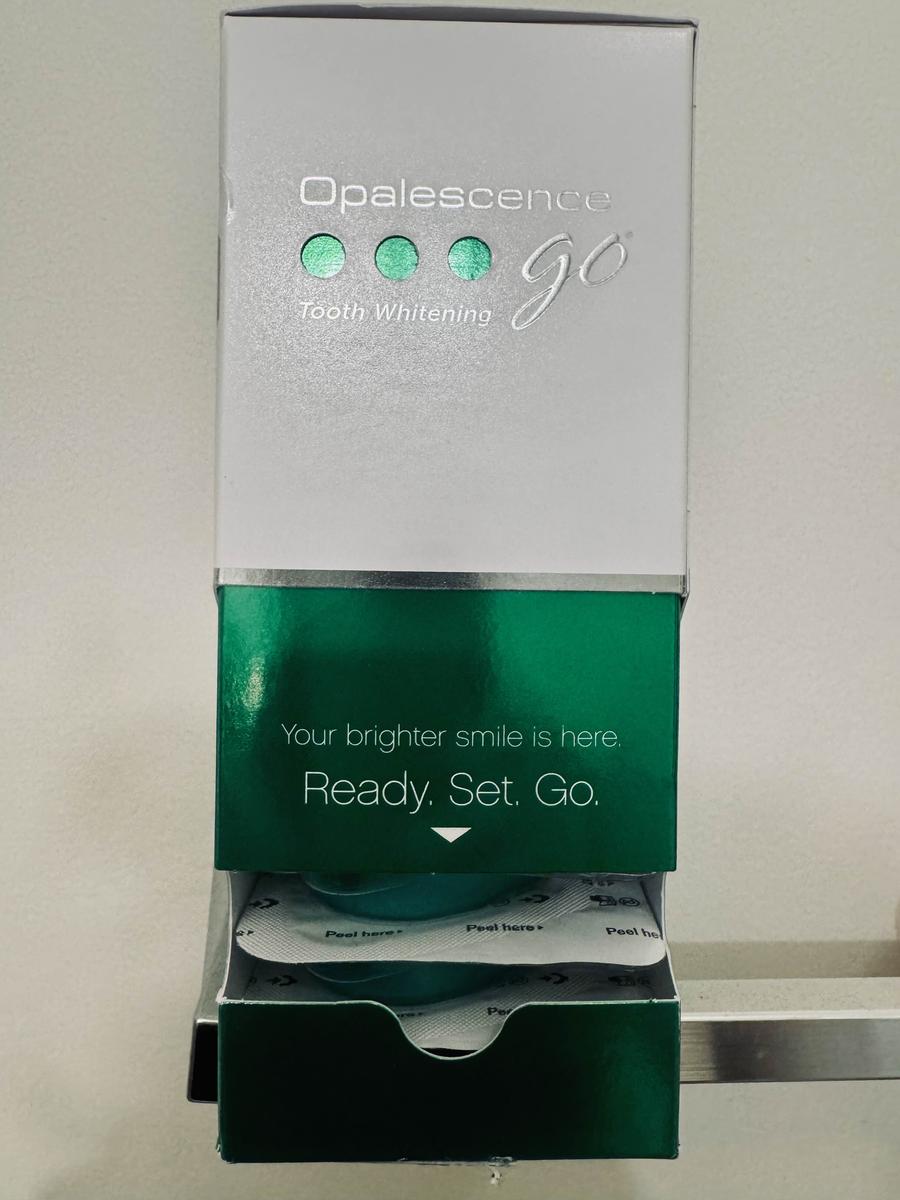 Opalescence
go
Tooth Whitening
Your brighter smile is here.
Ready. Set. Go.
Peel here
Peel here
Peel he